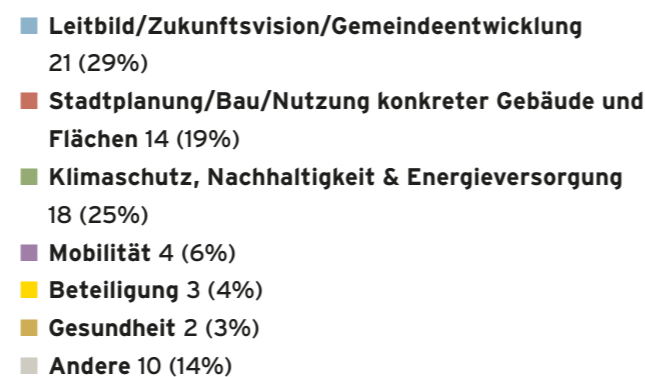 Leitbild/Zukunftsvision/Gemeindeentwicklung
21 (29%)
Stadtplanung/Bau/Nutzung konkreter Gebäude und
Flächen 14 (19%)
Klimaschutz, Nachhaltigkeit & Energieversorgung
18 (25%)
Mobilität 4 (6%)
Beteiligung 3 (4%)
Gesundheit 2 (3%)
Andere 10 (14%)